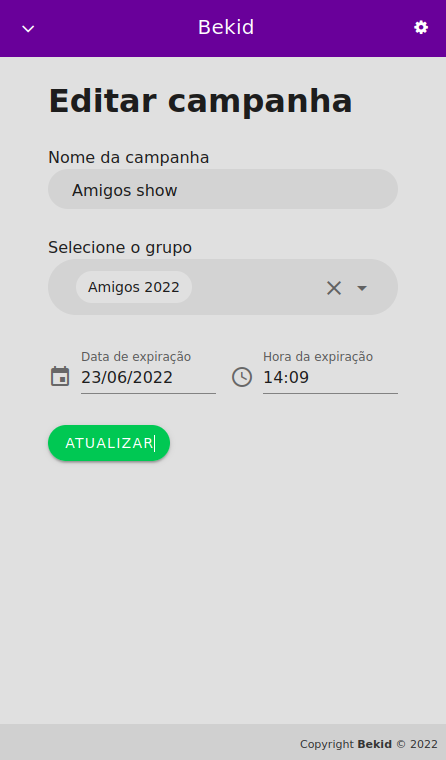 Bekid
Editar campanha
Nome da campanha
Amigos show
Selecione o grupo
Amigos 2022
Data de expiração
23/06/2022
Hora da expiração
14:09
ATUALIZAR
Copyright Bekid © 2022